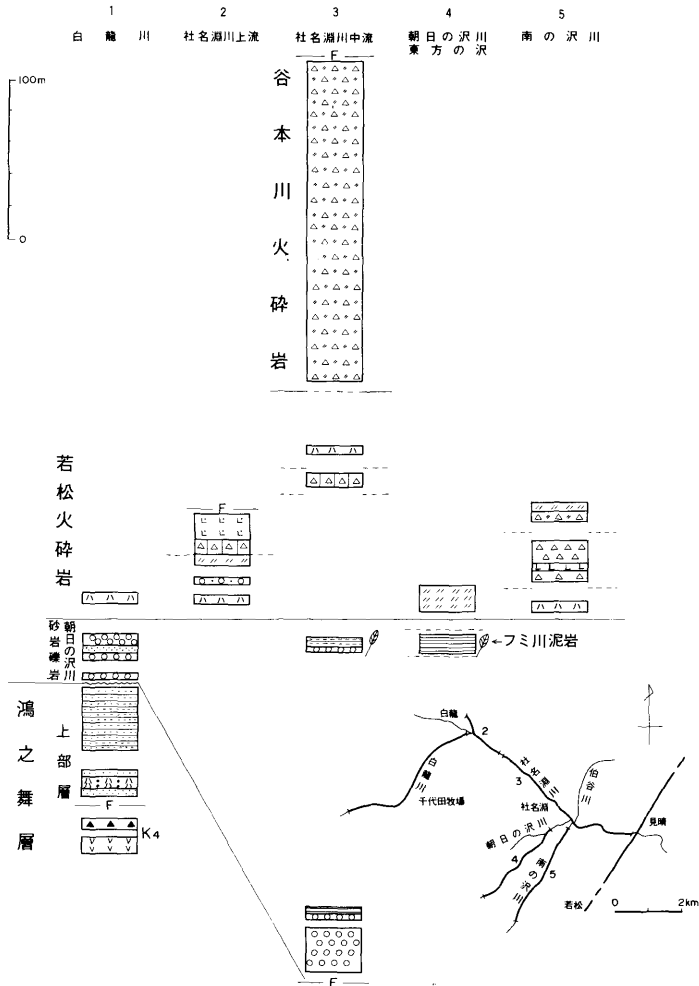 1
2
3
4
5
白龍川
社名淵川上流
社名淵川中流
朝日の沢川
東方の沢
南の沢川
100m
0
F
谷本川火砕岩
若松火砕岩
F
朝日の沢川
砂岩礫岩
←フミ川泥岩
鴻之舞層
上部層
F
K4
F
白龍
2
白龍川
千代田牧場
3
社名淵川
社名淵
伯谷川
見晴
朝日の沢川
4
南の沢川
5
若松
0
2km